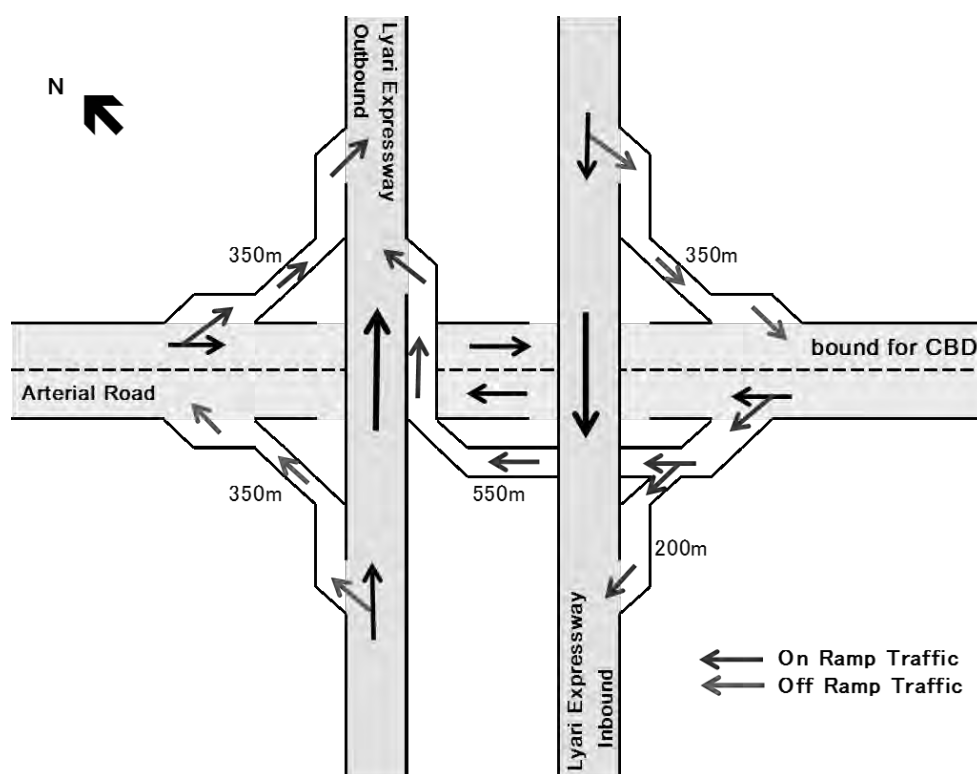 Lyari Expressway
Outbound
N
350m
350m
bound for CBD
Arterial Road
350m
550m
200m
Lyari Expressway
Inbound
On Ramp Traffic
Off Ramp Traffic